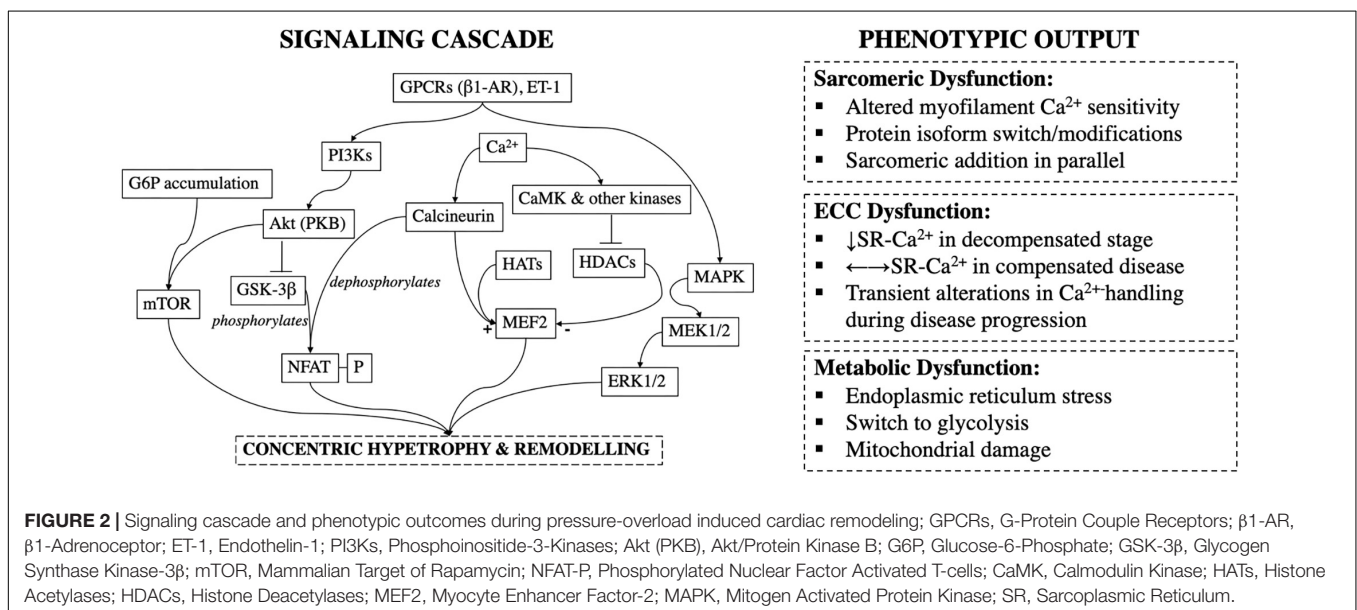 SIGNALING CASCADE
GPCRs (β1-AR), ET-1
PI3Ks
Ca²⁺
G6P accumulation
CaMK & other kinases
Akt (PKB)
Calcineurin
HATs
HDACs
MAPK
dephosphorylates
mTOR
GSK-3β
phosphorylates
+
MEF2
-
MEK1/2
NFAT
P
ERK1/2
CONCENTRIC HYPETROPHY & REMODELLING
PHENOTYPIC OUTPUT
Sarcomeric Dysfunction:
▪ Altered myofilament Ca²⁺ sensitivity
▪ Protein isoform switch/modifications
▪ Sarcomeric addition in parallel
ECC Dysfunction:
▪ ↓SR-Ca²⁺ in decompensated stage
▪ ←→SR-Ca²⁺ in compensated disease
▪ Transient alterations in Ca²⁺-handling
during disease progression
Metabolic Dysfunction:
▪ Endoplasmic reticulum stress
▪ Switch to glycolysis
▪ Mitochondrial damage
FIGURE 2 | Signaling cascade and phenotypic outcomes during pressure-overload induced cardiac remodeling; GPCRs, G-Protein Couple Receptors; β1-AR,
β1-Adrenoceptor; ET-1, Endothelin-1; PI3Ks, Phosphoinositide-3-Kinases; Akt (PKB), Akt/Protein Kinase B; G6P, Glucose-6-Phosphate; GSK-3β, Glycogen
Synthase Kinase-3β; mTOR, Mammalian Target of Rapamycin; NFAT-P, Phosphorylated Nuclear Factor Activated T-cells; CaMK, Calmodulin Kinase; HATs, Histone
Acetylases; HDACs, Histone Deacetylases; MEF2, Myocyte Enhancer Factor-2; MAPK, Mitogen Activated Protein Kinase; SR, Sarcoplasmic Reticulum.